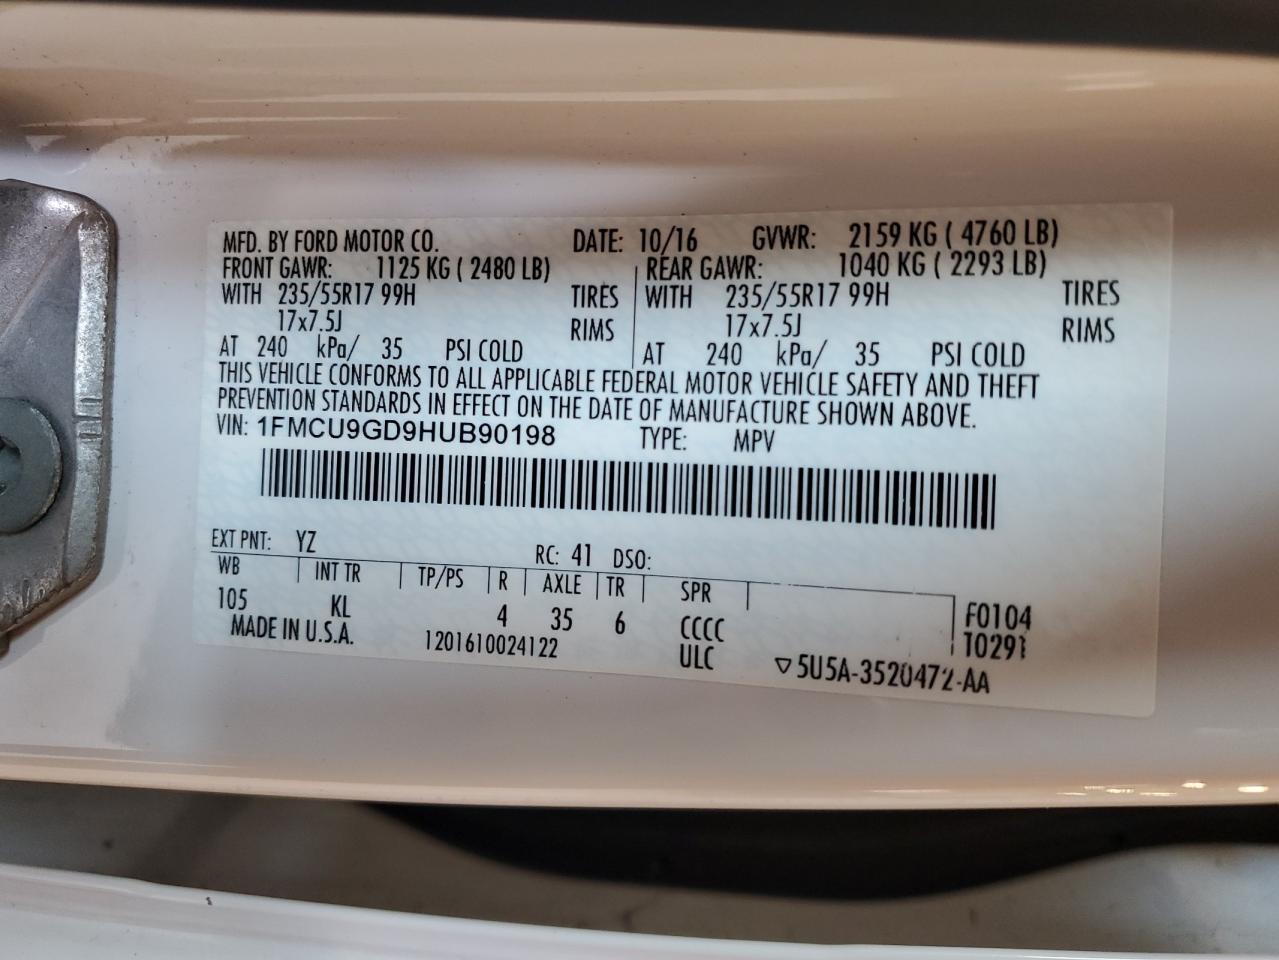 MFD. BY FORD MOTOR CO. DATE: 10/16 GVWR: 2159 KG ( 4760 LB)
FRONT GAWR: 1125 KG ( 2480 LB) REAR GAWR: 1040 KG ( 2293 LB)
WITH 235/55R17 99H TIRES WITH 235/55R17 99H TIRES
17x7.5J RIMS 17x7.5J RIMS
AT 240 kPa/ 35 PSI COLD AT 240 kPa/ 35 PSI COLD
THIS VEHICLE CONFORMS TO ALL APPLICABLE FEDERAL MOTOR VEHICLE SAFETY AND THEFT
PREVENTION STANDARDS IN EFFECT ON THE DATE OF MANUFACTURE SHOWN ABOVE.
VIN: 1FMCU9GD9HUB90198 TYPE: MPV
EXT PNT: YZ RC: 41 DSO:
WB INT TR TP/PS R AXLE TR SPR
105 KL 4 35 6 CCCC F0104
MADE IN U.S.A. 1201610024122 ULC T0291
▽5U5A-3520472-AA